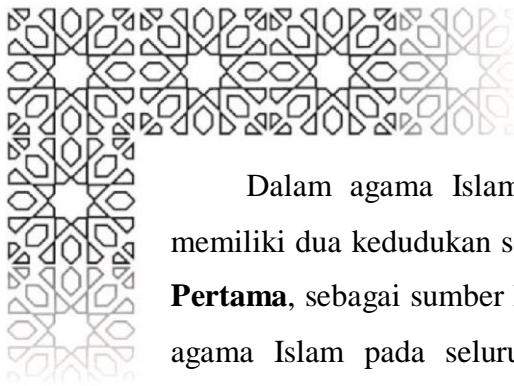 Dalam agama Islam
memiliki dua kedudukan
Pertama, sebagai sumber
agama Islam pada